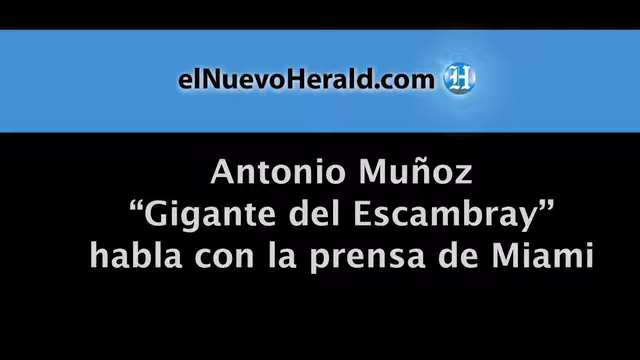 elNuevoHerald.com H
Antonio Muñoz
“Gigante del Escambray”
habla con la prensa de Miami